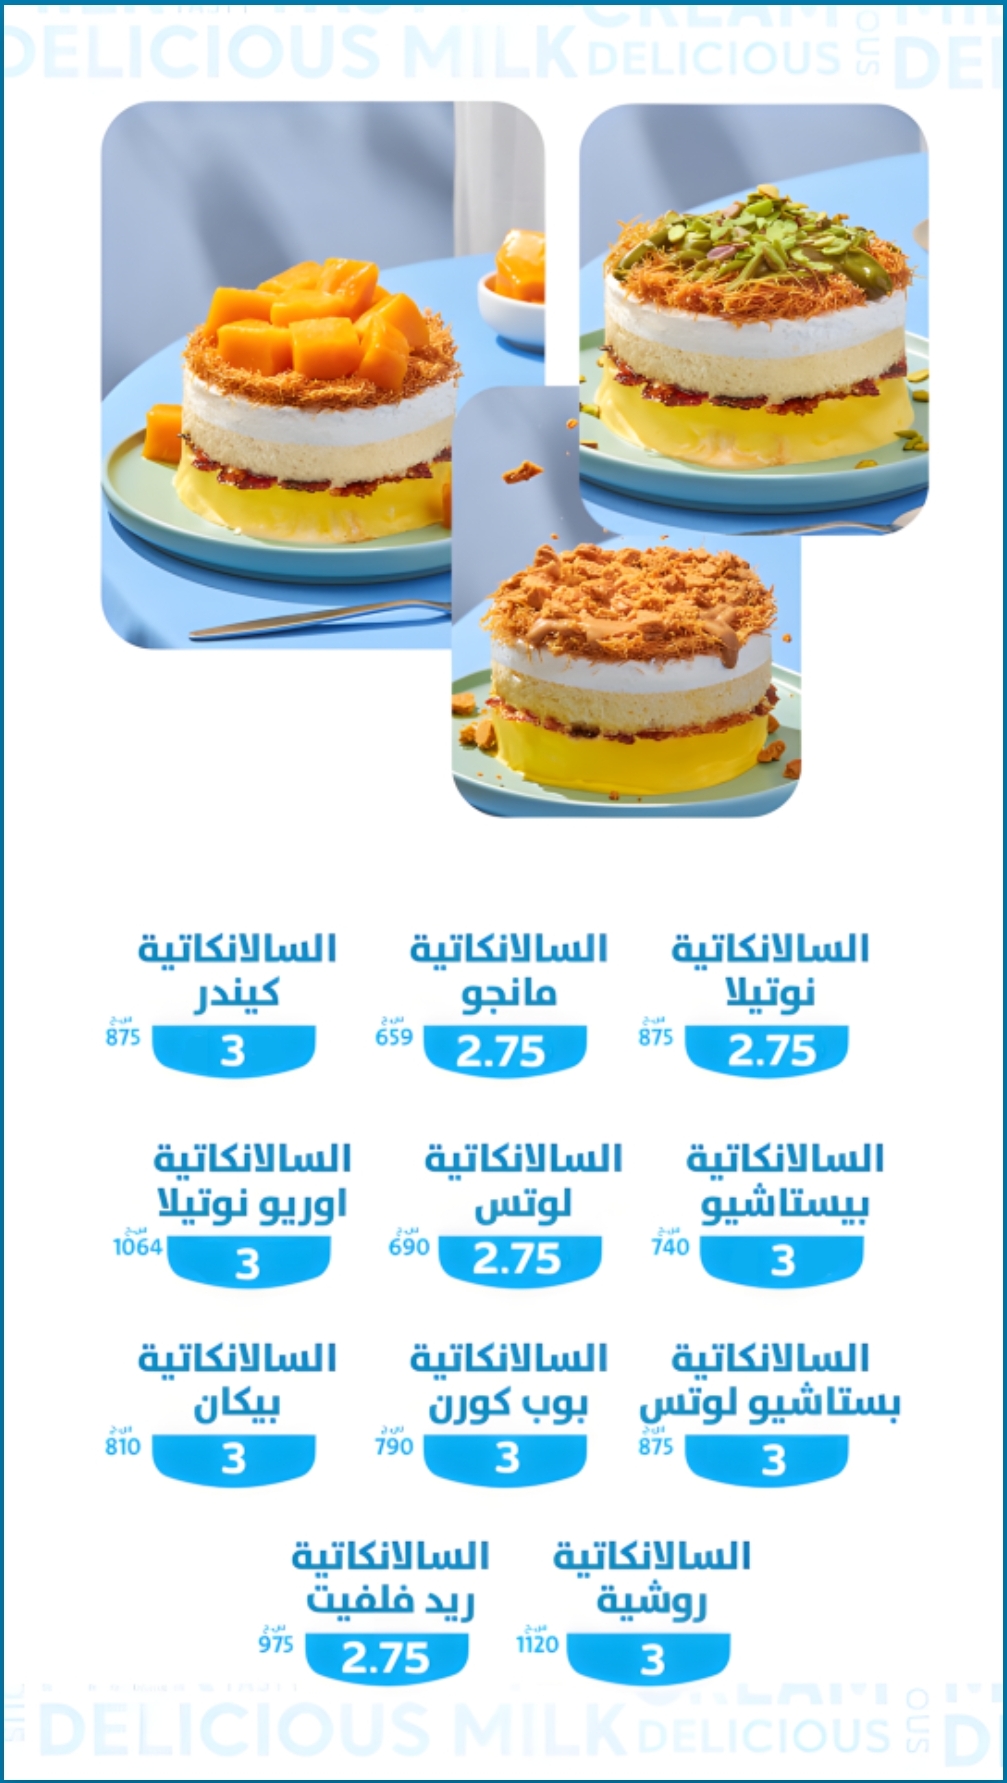 DELICIOUS MILK DELICIOUS
السالانكاتية نوتيلا
س.ح 875
2.75
السالانكاتية مانجو
س.ح 659
2.75
السالانكاتية كيندر
س.ح 875
3
السالانكاتية بيستاشيو
س.ح 740
3
السالانكاتية لوتس
س.ح 690
2.75
السالانكاتية اوريو نوتيلا
س.ح 1064
3
السالانكاتية بستاشيو لوتس
س.ح 875
3
السالانكاتية بوب كورن
س.ح 790
3
السالانكاتية بيكان
س.ح 810
3
السالانكاتية روشية
س.ح 1120
3
السالانكاتية ريد فلفيت
س.ح 975
2.75
DELICIOUS MILK DELICIOUS